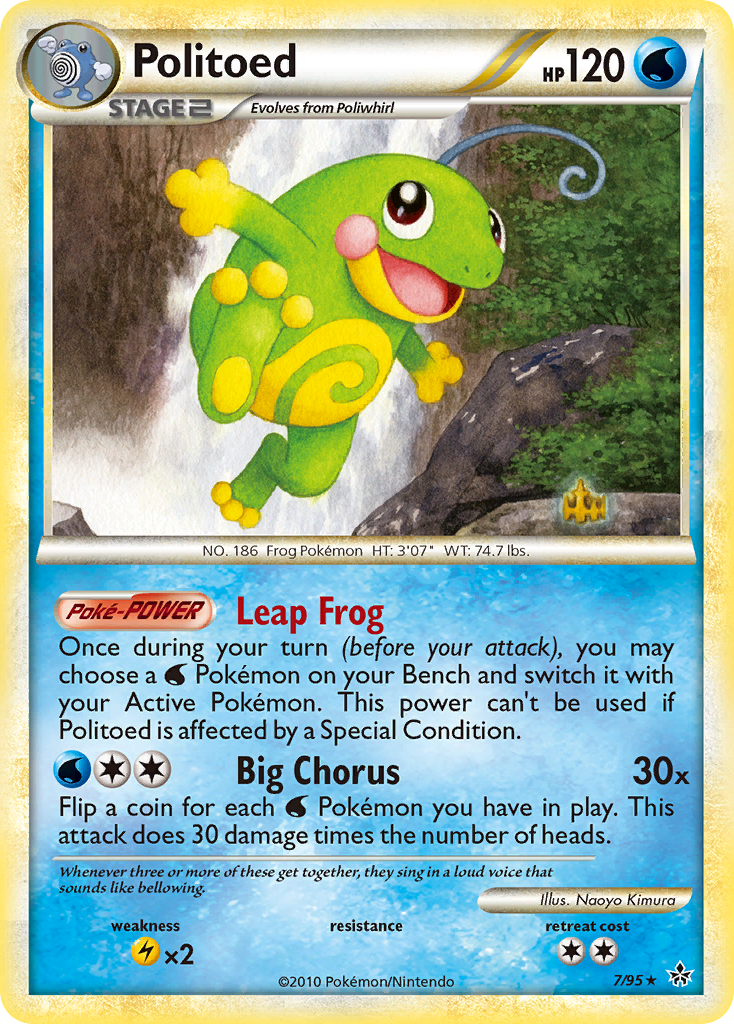 Politoed
HP 120
STAGE 2
Evolves from Poliwhirl
NO. 186 Frog Pokémon HT: 3'07" WT: 74.7 lbs.
Poké-POWER Leap Frog
Once during your turn (before your attack), you may
choose a Pokémon on your Bench and switch it with
your Active Pokémon. This power can't be used if
Politoed is affected by a Special Condition.
Big Chorus 30x
Flip a coin for each Pokémon you have in play. This
attack does 30 damage times the number of heads.
Whenever three or more of these get together, they sing in a loud voice that
sounds like bellowing.
Illus. Naoyo Kimura
weakness resistance retreat cost
×2
©2010 Pokémon/Nintendo 7/95 ★